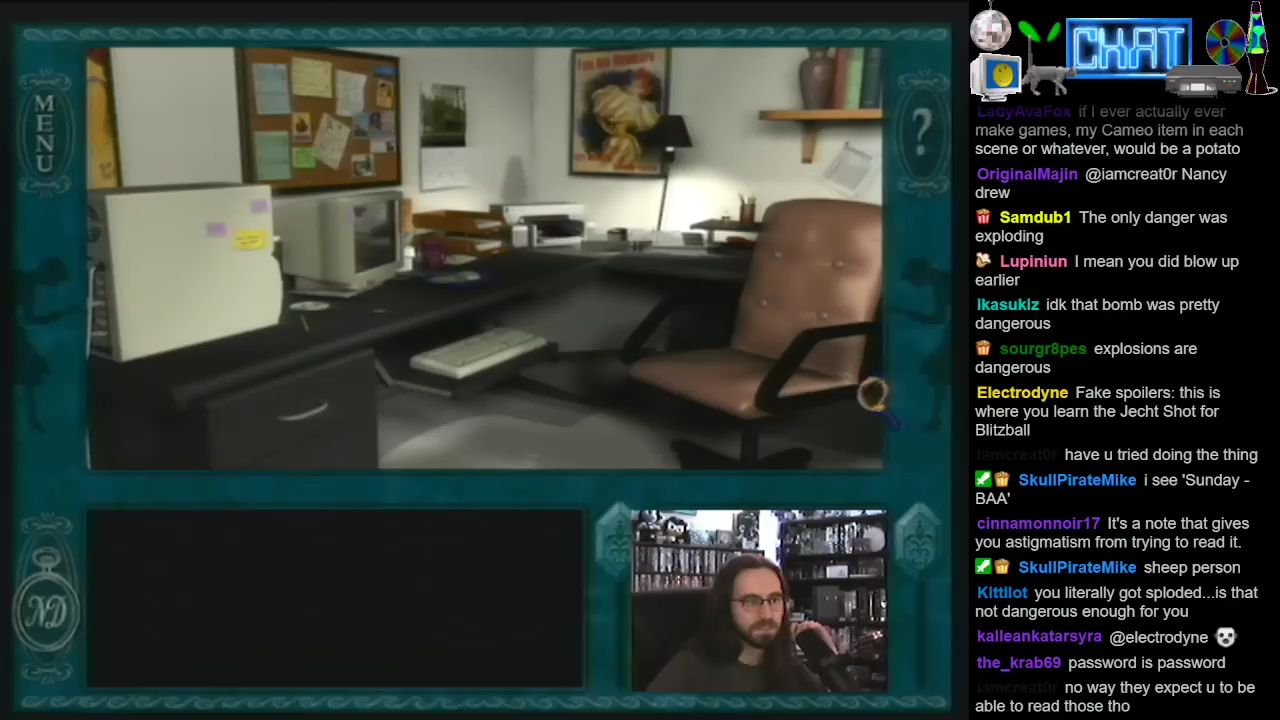 MENU
?
ND
CHAT
LadyAvaFox if I ever actually ever
make games, my Cameo item in each
scene or whatever, would be a potato
OriginalMajin @iamcreat0r Nancy
drew
Samdub1 The only danger was
exploding
Lupiniun I mean you did blow up
earlier
Ikasuklz idk that bomb was pretty
dangerous
sourgr8pes explosions are
dangerous
Electrodyne Fake spoilers: this is
where you learn the Jecht Shot for
Blitzball
iamcreat0r have u tried doing the thing
SkullPirateMike i see 'Sunday -
BAA'
cinnamonnoir17 It's a note that gives
you astigmatism from trying to read it.
SkullPirateMike sheep person
Kittliot you literally got sploded...is that
not dangerous enough for you
kalleankatarsyra @electrodyne
the_krab69 password is password
iamcreat0r no way they expect u to be
able to read those tho